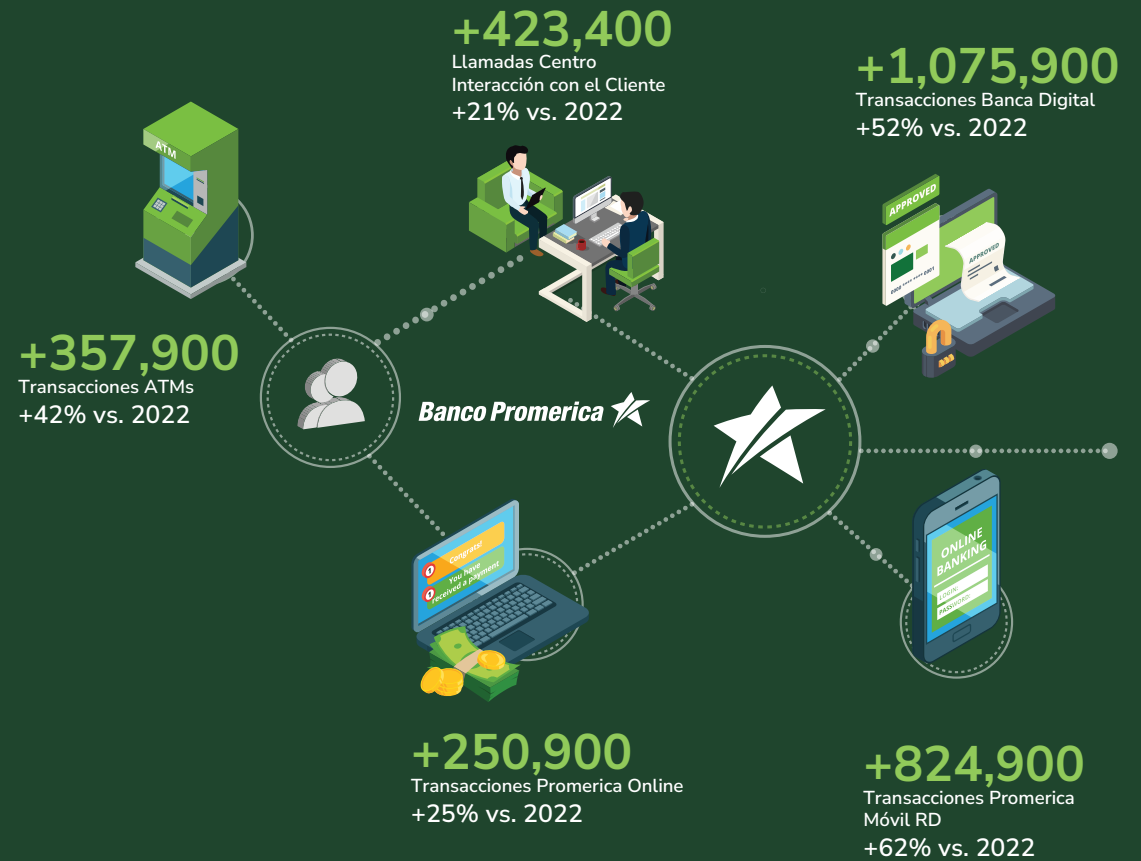 +423,400
Llamadas Centro
Interacción con el Cliente
+21% vs. 2022
+1,075,900
Transacciones Banca Digital
+52% vs. 2022
ATM
APPROVED
0000 **** **** 0001
APPROVED
+357,900
Transacciones ATMs
+42% vs. 2022
Banco Promerica
Congrats!
You have
received a payment
ONLINE
BANKING
LOGIN:
PASSWORD:
+250,900
Transacciones Promerica Online
+25% vs. 2022
+824,900
Transacciones Promerica
Móvil RD
+62% vs. 2022